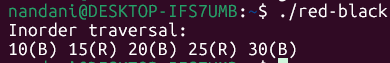 nandani@DESKTOP-IFS7UMB:~$ ./red-black
Inorder traversal:
10(B) 15(R) 20(B) 25(R) 30(B)